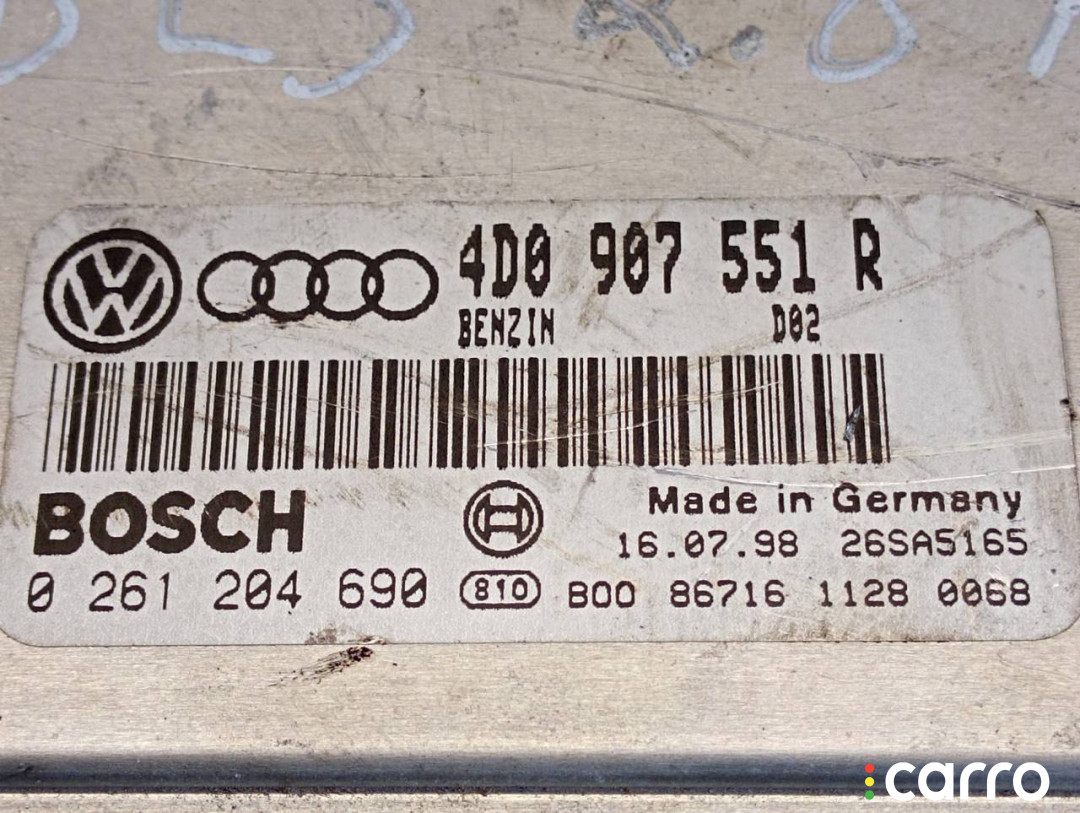 4D0 907 551 R
BENZIN D02
BOSCH
Made in Germany
16.07.98 26SA5165
0 261 204 690 810 B00 86716 1128 0068
carro